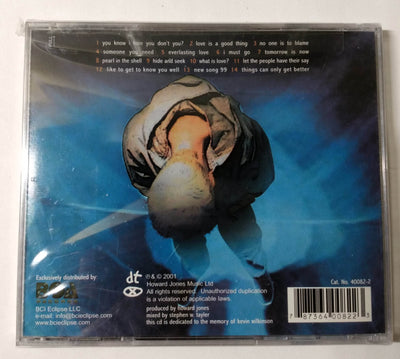 1 you know i love you don't you? 2 love is a good thing 3 no one is to blame
4 someone you need 5 everlasting love 6 i must go 7 tomorrow is now
8 pearl in the shell 9 hide and seek 10 what is love? 11 let the people have their say
12 like to get to know you well 13 new song 99 14 things can only get better
Exclusively distributed by:
BCI Eclipse LLC
e-mail: info@bcieclipse.com
www.bcieclipse.com
dt
℗ & © 2001
Howard Jones Music Ltd
All rights reserved. Unauthorized duplication
is a violation of applicable laws.
produced by howard jones
mixed by stephen w. tayler
this cd is dedicated to the memory of kevin wilkinson
Cat. No. 40082-2
7 87364 00822 3